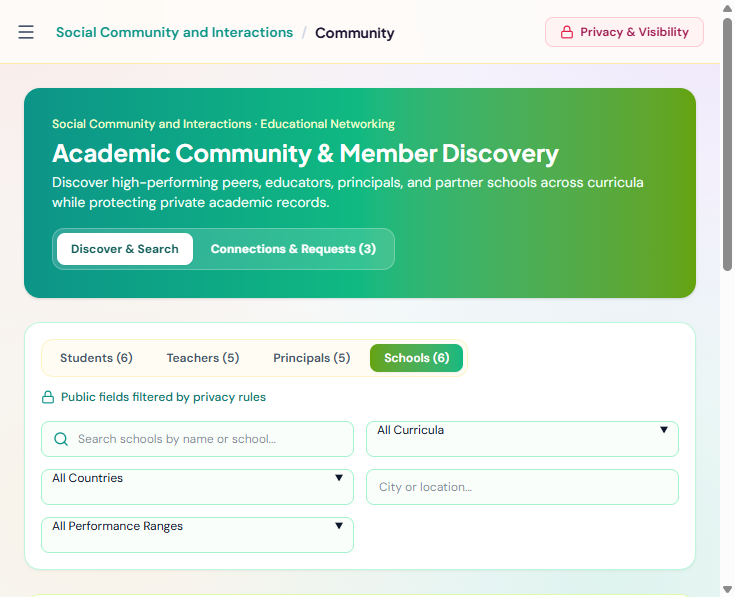 Social Community and Interactions / Community
Privacy & Visibility
Social Community and Interactions · Educational Networking
Academic Community & Member Discovery
Discover high-performing peers, educators, principals, and partner schools across curricula
while protecting private academic records.
Discover & Search
Connections & Requests (3)
Students (6)
Teachers (5)
Principals (5)
Schools (6)
Public fields filtered by privacy rules
Search schools by name or school...
All Curricula
All Countries
City or location...
All Performance Ranges